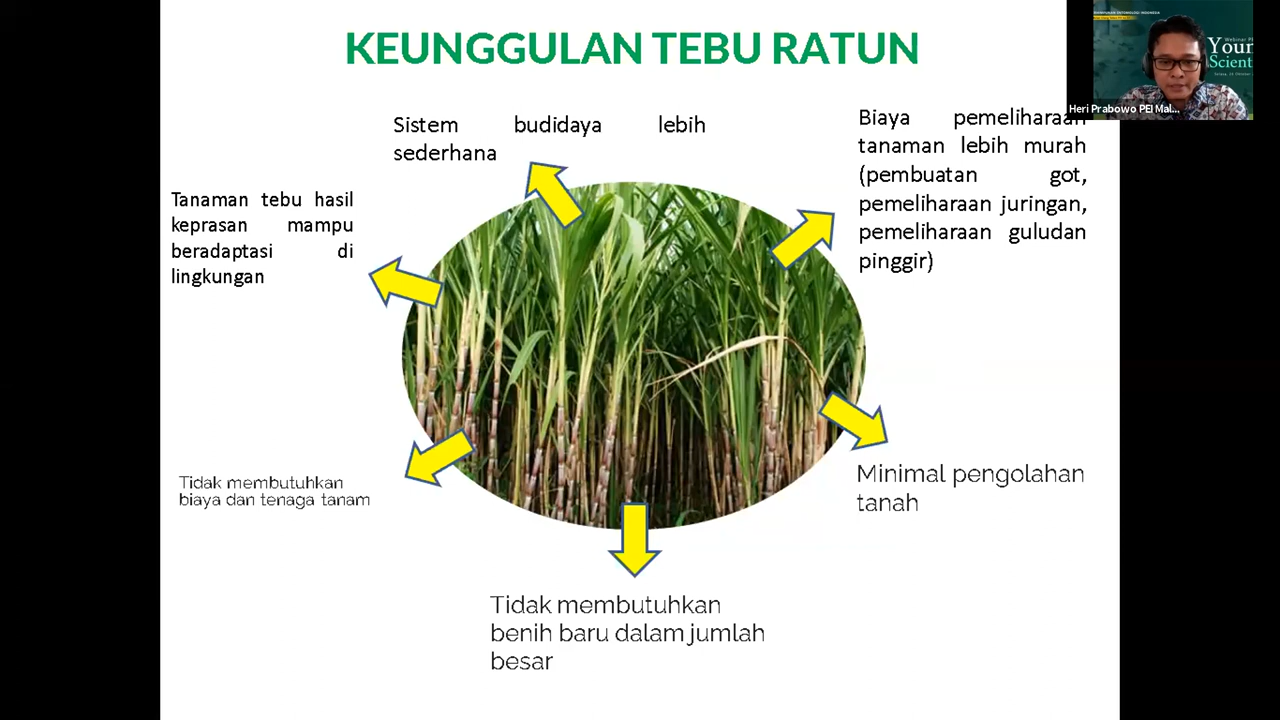 KEUNGGULAN TEBU RATUN
Sistem budidaya lebih
sederhana
Biaya pemeliharaan
tanaman lebih murah
(pembuatan got,
pemeliharaan juringan,
pemeliharaan guludan
pinggir)
Tanaman tebu hasil
keprasan mampu
beradaptasi di
lingkungan
Tidak membutuhkan
biaya dan tenaga tanam
Minimal pengolahan
tanah
Tidak membutuhkan
benih baru dalam jumlah
besar
Webinar
Your
Scient
Heri Prabowo PEI Mal...